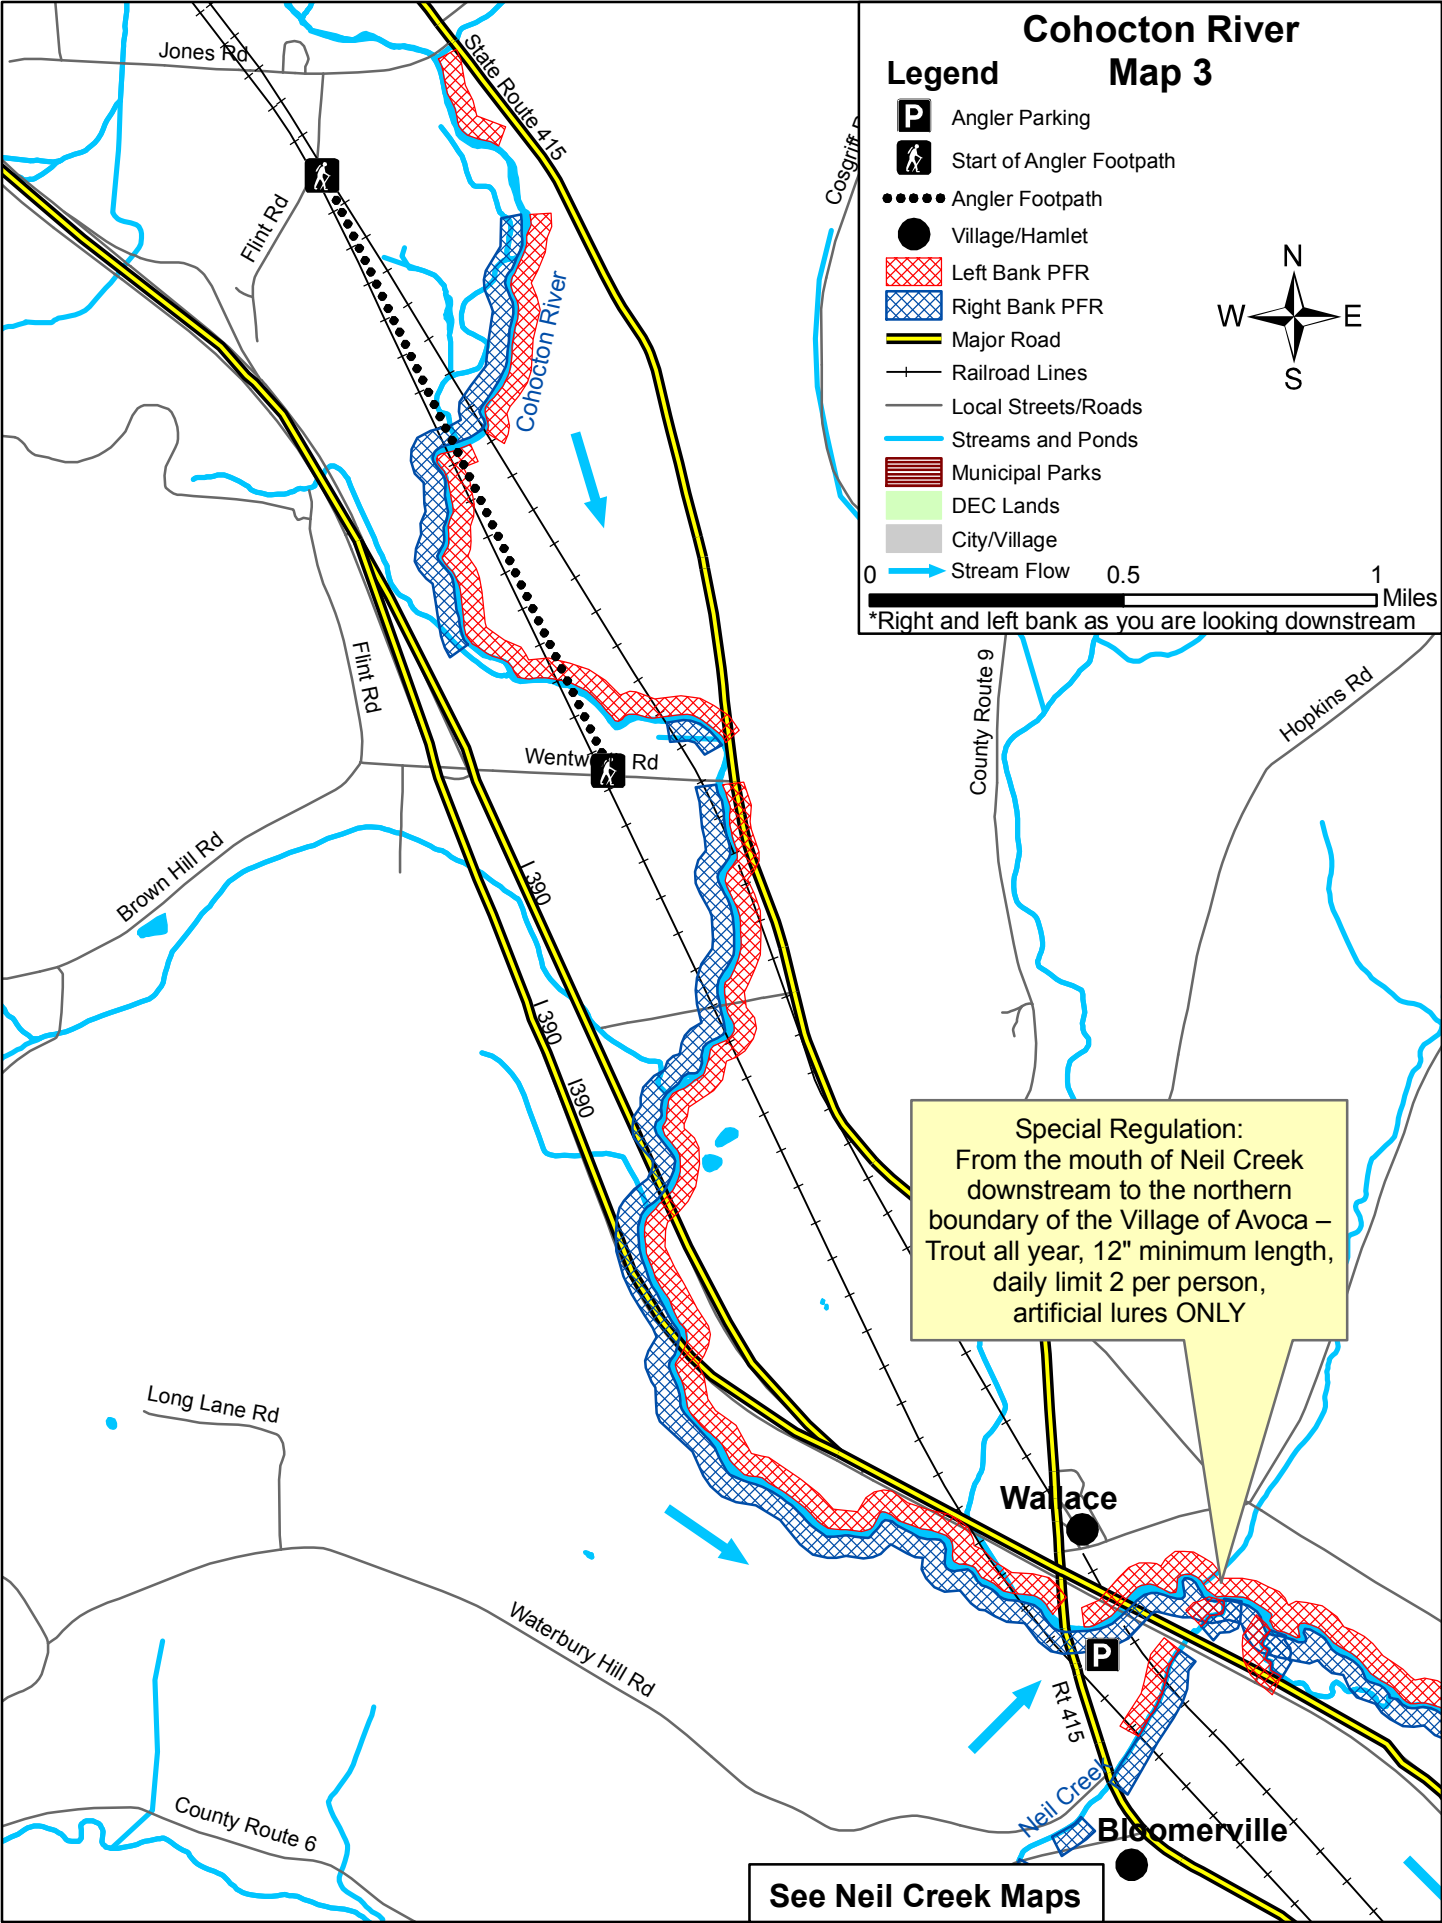 Cohocton River
Map 3
Legend
Angler Parking
Start of Angler Footpath
Angler Footpath
Village/Hamlet
Left Bank PFR
Right Bank PFR
Major Road
Railroad Lines
Local Streets/Roads
Streams and Ponds
Municipal Parks
DEC Lands
City/Village
Stream Flow
P
N
W
E
S
0
0.5
1
Miles
*Right and left bank as you are looking downstream
Jones Rd
State Route 415
Flint Rd
Cosgriff
Cohocton River
Flint Rd
County Route 9
Hopkins Rd
Rd
Brown Hill Rd
I 390
I 390
I390
Special Regulation:
From the mouth of Neil Creek
downstream to the northern
boundary of the Village of Avoca –
Trout all year, 12" minimum length,
daily limit 2 per person,
artificial lures ONLY
Long Lane Rd
Wallace
Waterbury Hill Rd
P
Rt 415
Neil Creek
County Route 6
Bloomerville
See Neil Creek Maps